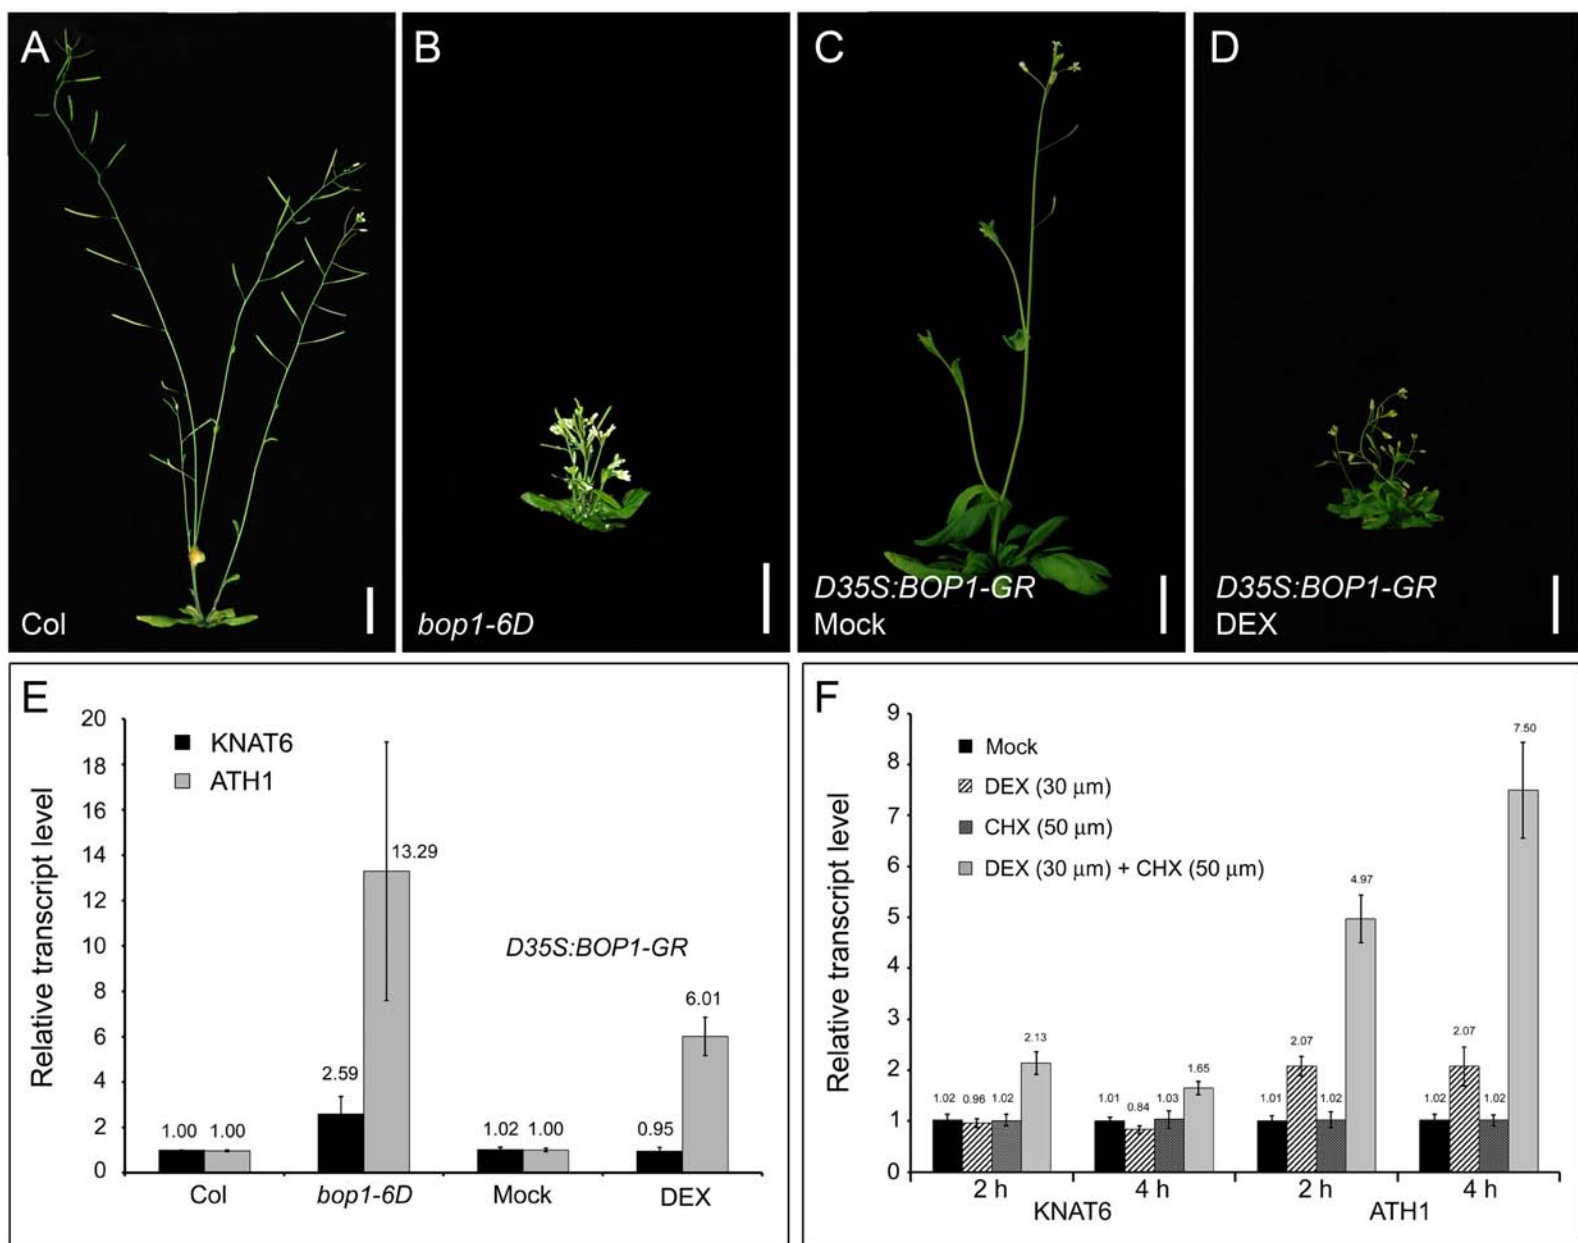 A
B
C
D
Col
bop1-6D
D35S:BOP1-GR
Mock
D35S:BOP1-GR
DEX
E
Relative transcript level
20
18
16
14
12
10
8
6
4
2
0
KNAT6
ATH1
D35S:BOP1-GR
1.00
1.00
2.59
13.29
1.02
1.00
0.95
6.01
Col
bop1-6D
Mock
DEX
F
Relative transcript level
9
8
7
6
5
4
3
2
1
0
Mock
DEX (30 μm)
CHX (50 μm)
DEX (30 μm) + CHX (50 μm)
1.02
0.96
1.02
2.13
1.01
0.84
1.03
1.65
1.01
2.07
1.02
4.97
1.02
2.07
1.02
7.50
2 h
4 h
2 h
4 h
KNAT6
ATH1